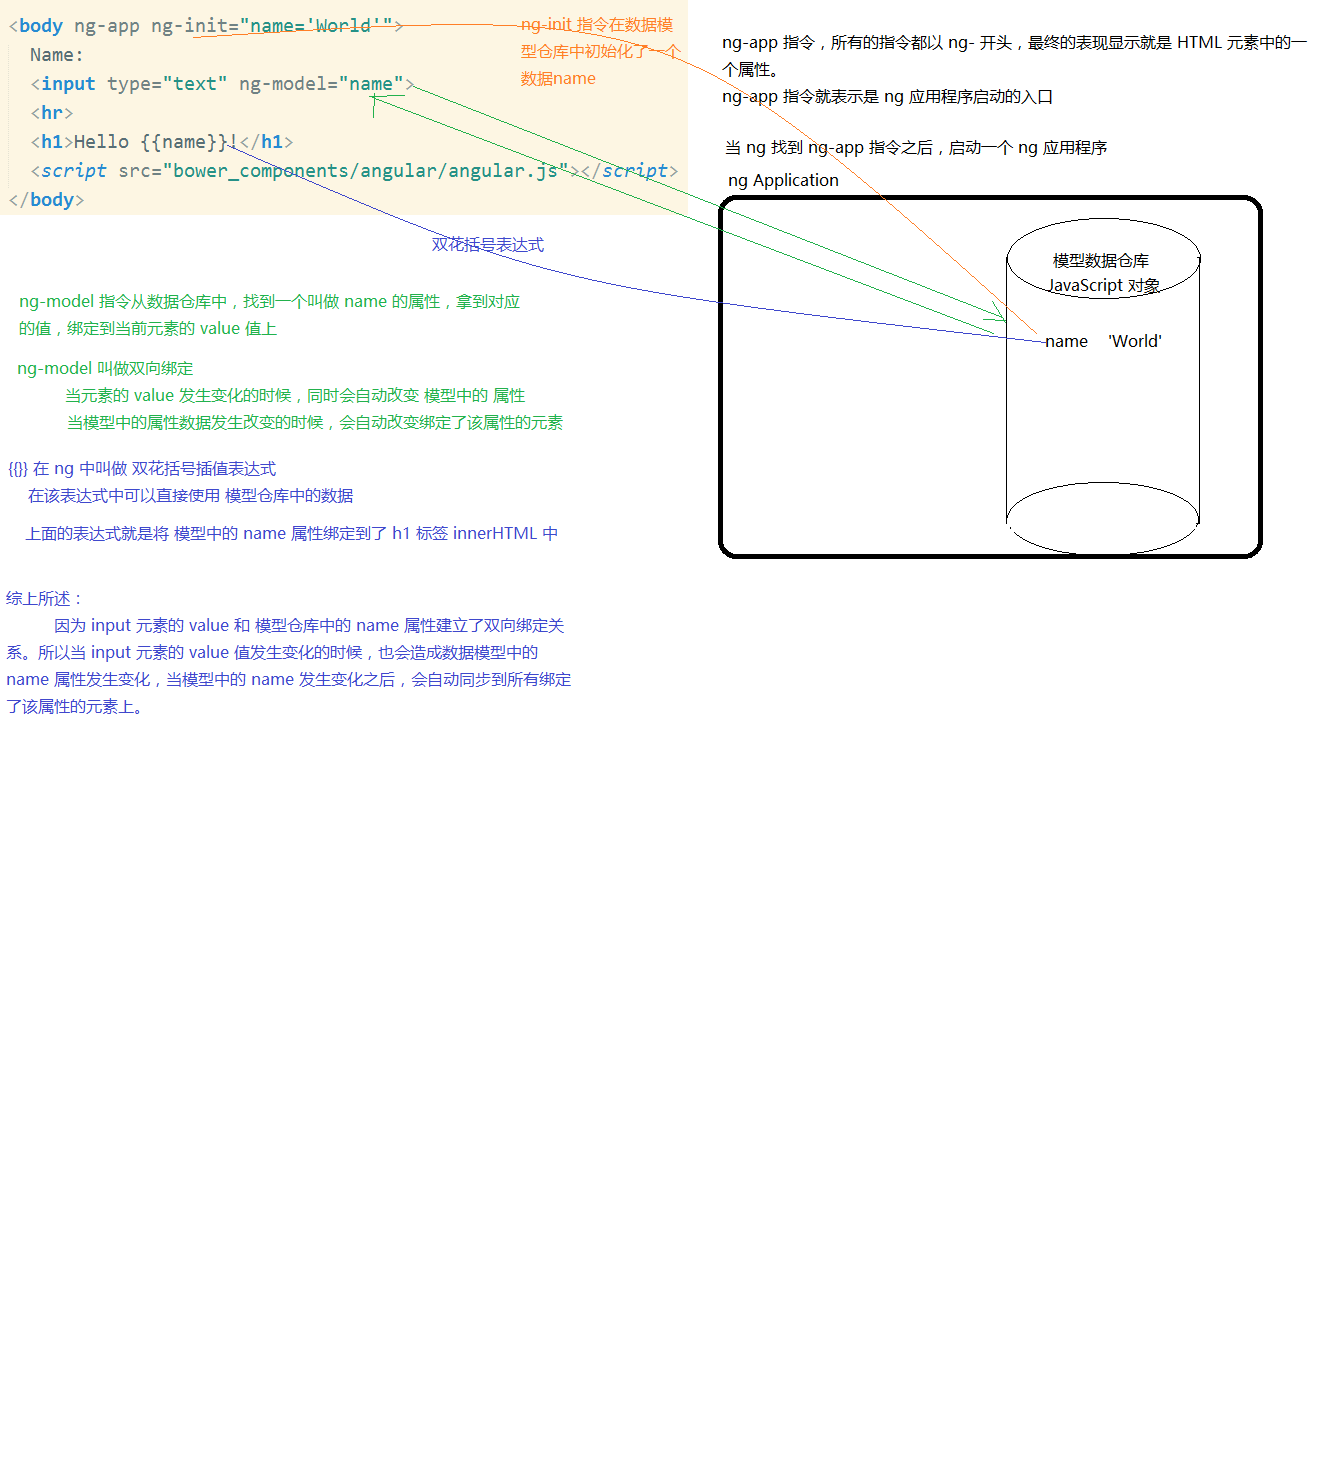 <body ng-app ng-init="name='World'">
Name:
<input type="text" ng-model="name">
<hr>
<h1>Hello {{name}}!</h1>
<script src="bower_components/angular/angular.js"></script>
</body>
ng-init 指令在数据模
型仓库中初始化了一个
数据name
ng-app 指令，所有的指令都以 ng- 开头，最终的表现显示就是 HTML 元素中的一
个属性。
ng-app 指令就表示是 ng 应用程序启动的入口
当 ng 找到 ng-app 指令之后，启动一个 ng 应用程序
ng Application
模型数据仓库
JavaScript 对象
name 'World'
双花括号表达式
ng-model 指令从数据仓库中，找到一个叫做 name 的属性，拿到对应
的值，绑定到当前元素的 value 值上
ng-model 叫做双向绑定
当元素的 value 发生变化的时候，同时会自动改变 模型中的 属性
当模型中的属性数据发生改变的时候，会自动改变绑定了该属性的元素
{{}} 在 ng 中叫做 双花括号插值表达式
在该表达式中可以直接使用 模型仓库中的数据
上面的表达式就是将 模型中的 name 属性绑定到了 h1 标签 innerHTML 中
综上所述：
因为 input 元素的 value 和 模型仓库中的 name 属性建立了双向绑定关
系。所以当 input 元素的 value 值发生变化的时候，也会造成数据模型中的
name 属性发生变化，当模型中的 name 发生变化之后，会自动同步到所有绑定
了该属性的元素上。